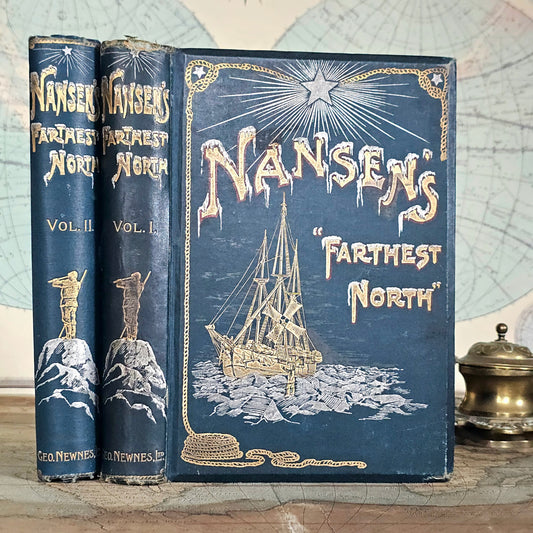 NANSEN'S
FARTHEST
NORTH
VOL. II.
GEO. NEWNES,
NANSEN'S
FARTHEST
NORTH
VOL. I.
GEO. NEWNES, LTD.
NANSEN'S
"FARTHEST
NORTH"